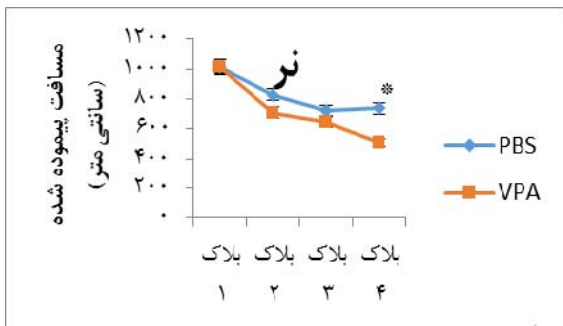 مسافت پیموده شده
(سانتی متر)
۱۲۰۰
۱۰۰۰
۸۰۰
۶۰۰
۴۰۰
۲۰۰
۰
نر
*
PBS
VPA
بلاک ۱
بلاک ۲
بلاک ۳
بلاک ۴